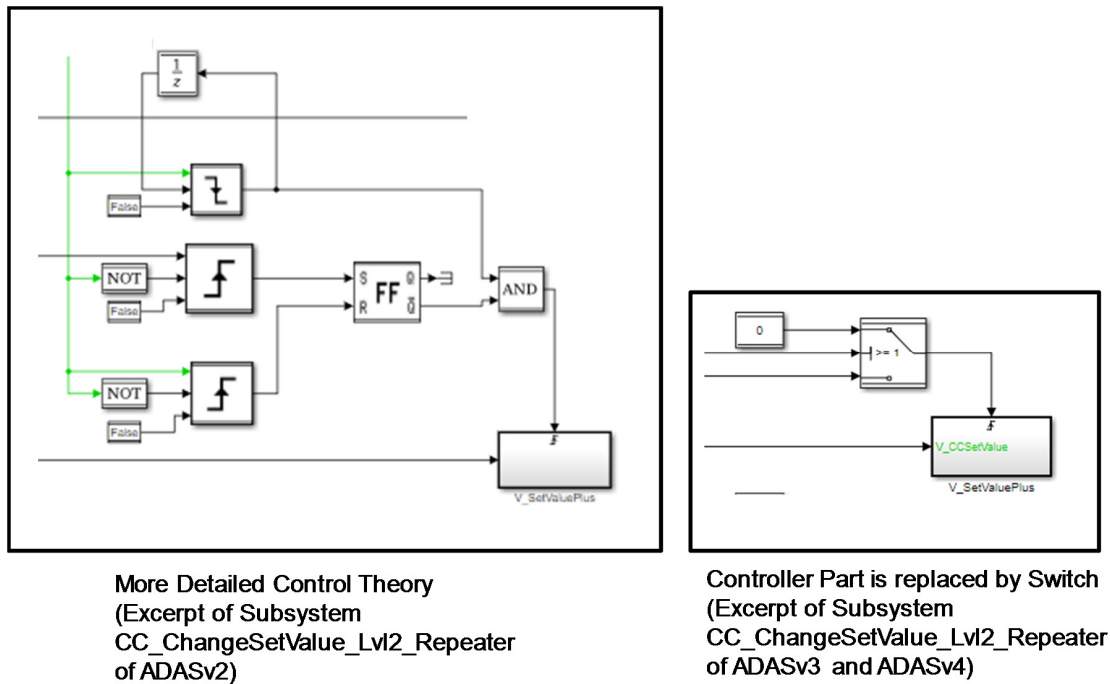 1
z
False
NOT
False
S Q
FF
R Q
AND
NOT
False
V_SetValuePlus
0
>= 1
V_CCSetValue
V_SetValuePlus
More Detailed Control Theory
(Excerpt of Subsystem
CC_ChangeSetValue_Lvl2_Repeater
of ADASv2)
Controller Part is replaced by Switch
(Excerpt of Subsystem
CC_ChangeSetValue_Lvl2_Repeater
of ADASv3 and ADASv4)